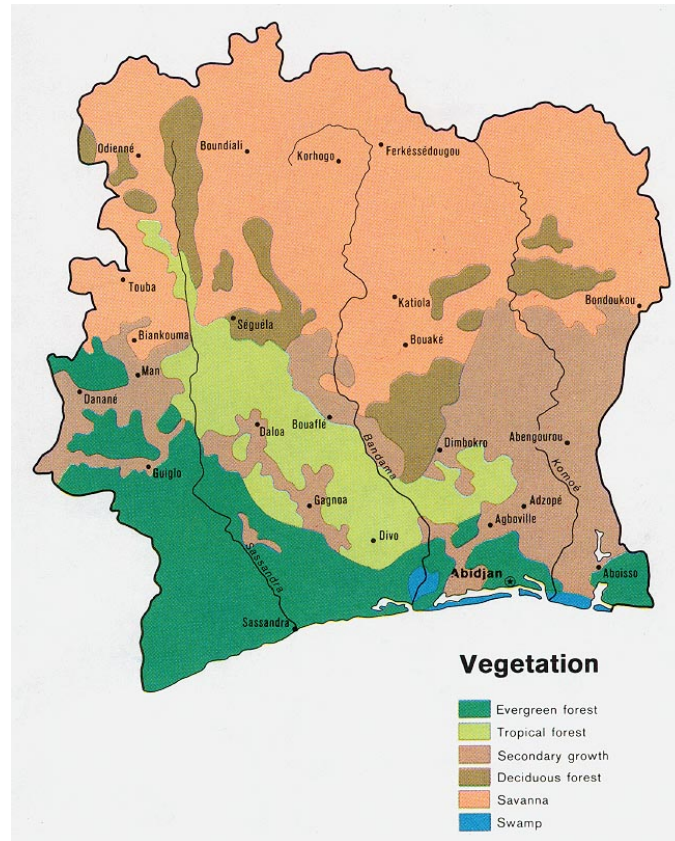 Odienné
Boundiali
Korhogo
Ferkéssédougou
Touba
Katiola
Bondoukou
Séguéla
Biankouma
Bouaké
Man
Danané
Bouaflé
Daloa
Dimbokro
Abengourou
Bandama
Guiglo
Komoé
Gagnoa
Adzopé
Agboville
Divo
Sassandra
Abidjan
Aboisso
Sassandra
Vegetation
Evergreen forest
Tropical forest
Secondary growth
Deciduous forest
Savanna
Swamp